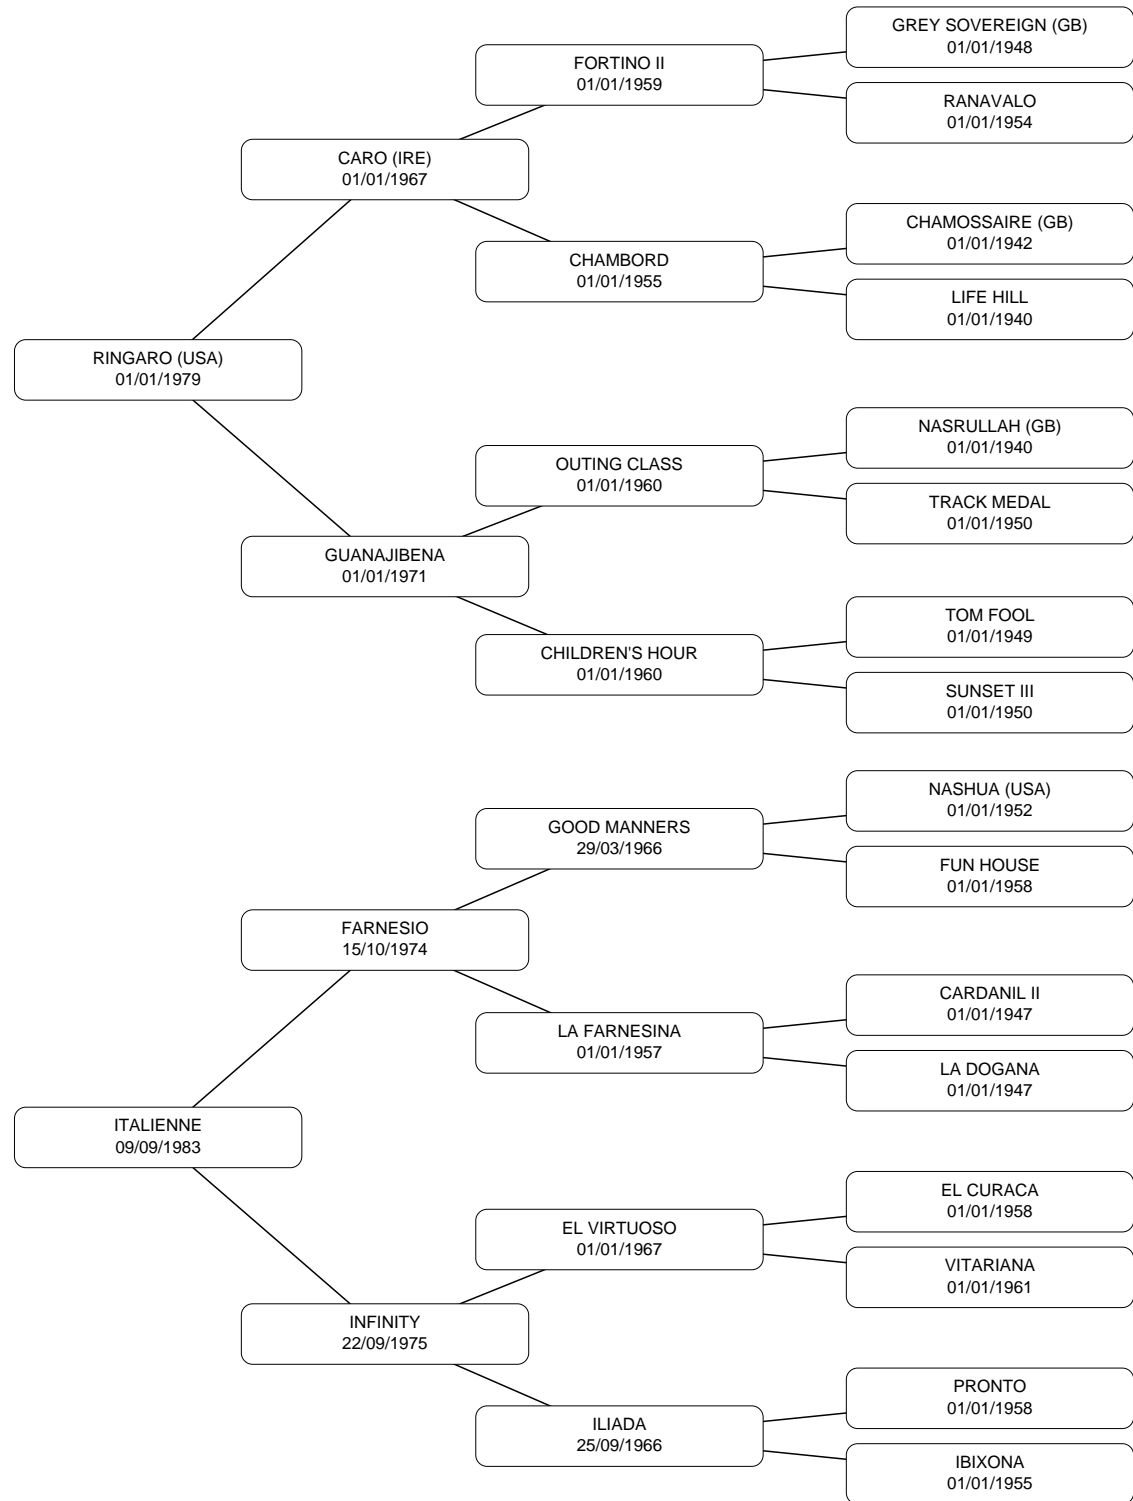 GREY SOVEREIGN (GB)
01/01/1948
FORTINO II
01/01/1959
RANAVALO
01/01/1954
CARO (IRE)
01/01/1967
CHAMOSSAIRE (GB)
01/01/1942
CHAMBORD
01/01/1955
LIFE HILL
01/01/1940
RINGARO (USA)
01/01/1979
NASRULLAH (GB)
01/01/1940
OUTING CLASS
01/01/1960
TRACK MEDAL
01/01/1950
GUANAJIBENA
01/01/1971
TOM FOOL
01/01/1949
CHILDREN'S HOUR
01/01/1960
SUNSET III
01/01/1950
NASHUA (USA)
01/01/1952
GOOD MANNERS
29/03/1966
FUN HOUSE
01/01/1958
FARNESIO
15/10/1974
CARDANIL II
01/01/1947
LA FARNESINA
01/01/1957
LA DOGANA
01/01/1947
ITALIENNE
09/09/1983
EL CURACA
01/01/1958
EL VIRTUOSO
01/01/1967
VITARIANA
01/01/1961
INFINITY
22/09/1975
PRONTO
01/01/1958
ILIADA
25/09/1966
IBIXONA
01/01/1955